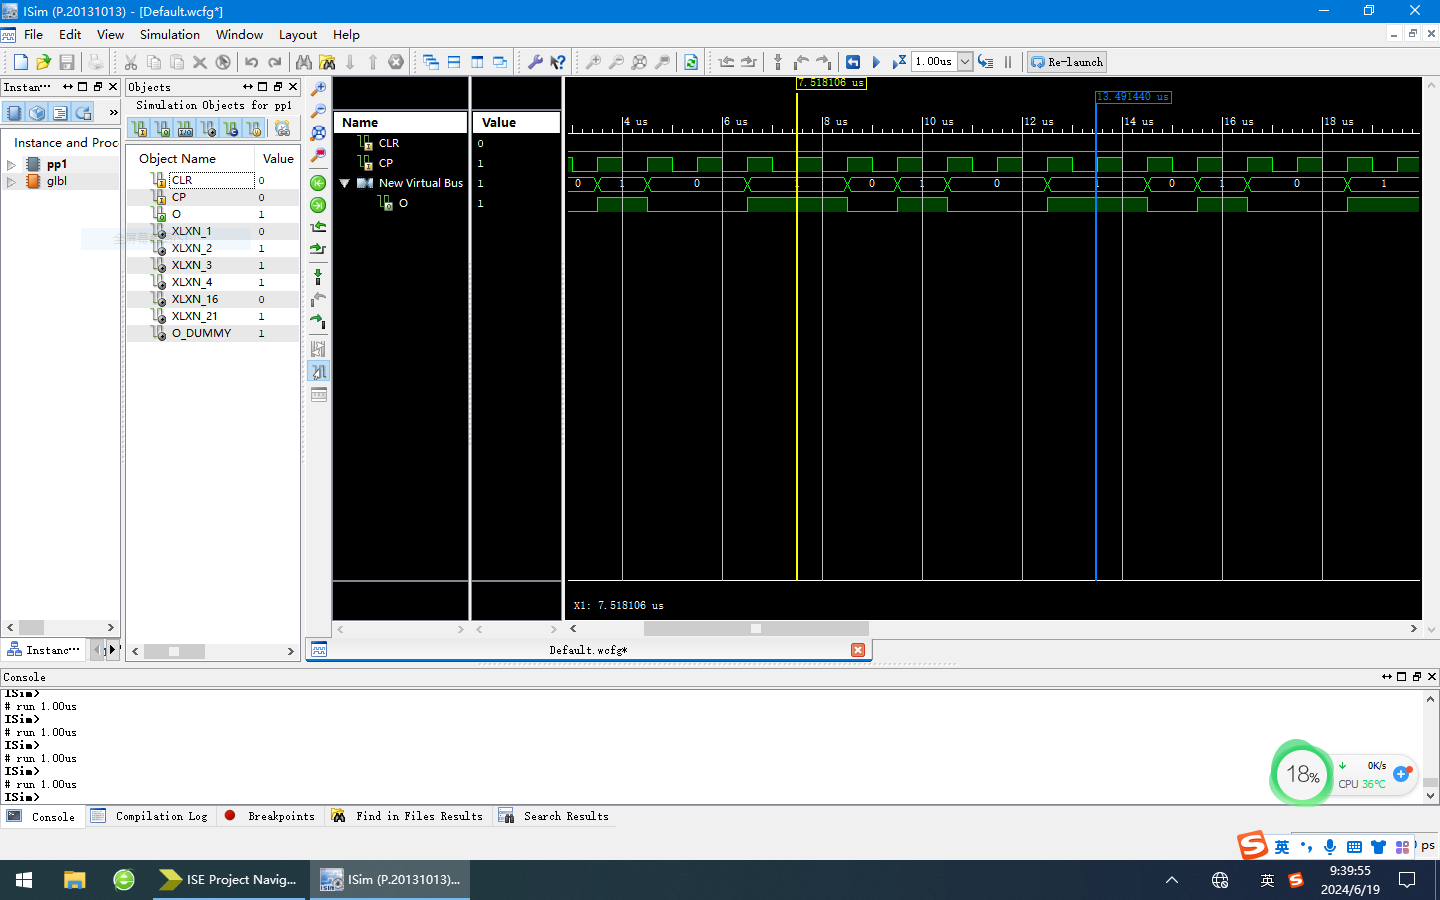 ISim (P.20131013) - [Default.wcfg*]
File Edit View Simulation Window Layout Help
1.00us
Re-launch
Instan···
Objects
Simulation Objects for pp1
Instance and Proc
pp1
glbl
Object Name Value
CLR 0
CP 0
O 1
XLXN_1 0
XLXN_2 1
XLXN_3 1
XLXN_4 1
XLXN_16 0
XLXN_21 1
O_DUMMY 1
Name Value
CLR 0
CP 1
New Virtual Bus 1
O 1
7.518106 us
13.491440 us
4 us 6 us 8 us 10 us 12 us 14 us 16 us 18 us
0 1 0 1 0 1 0 1 0 1 0 1
X1: 7.518106 us
Instanc···
Default.wcfg*
Console
ISim>
# run 1.00us
ISim>
# run 1.00us
ISim>
# run 1.00us
ISim>
# run 1.00us
ISim>
18%
0K/s
CPU 36°C
Console Compilation Log Breakpoints Find in Files Results Search Results
英
ps
ISE Project Navig...
ISim (P.20131013)...
英
9:39:55
2024/6/19